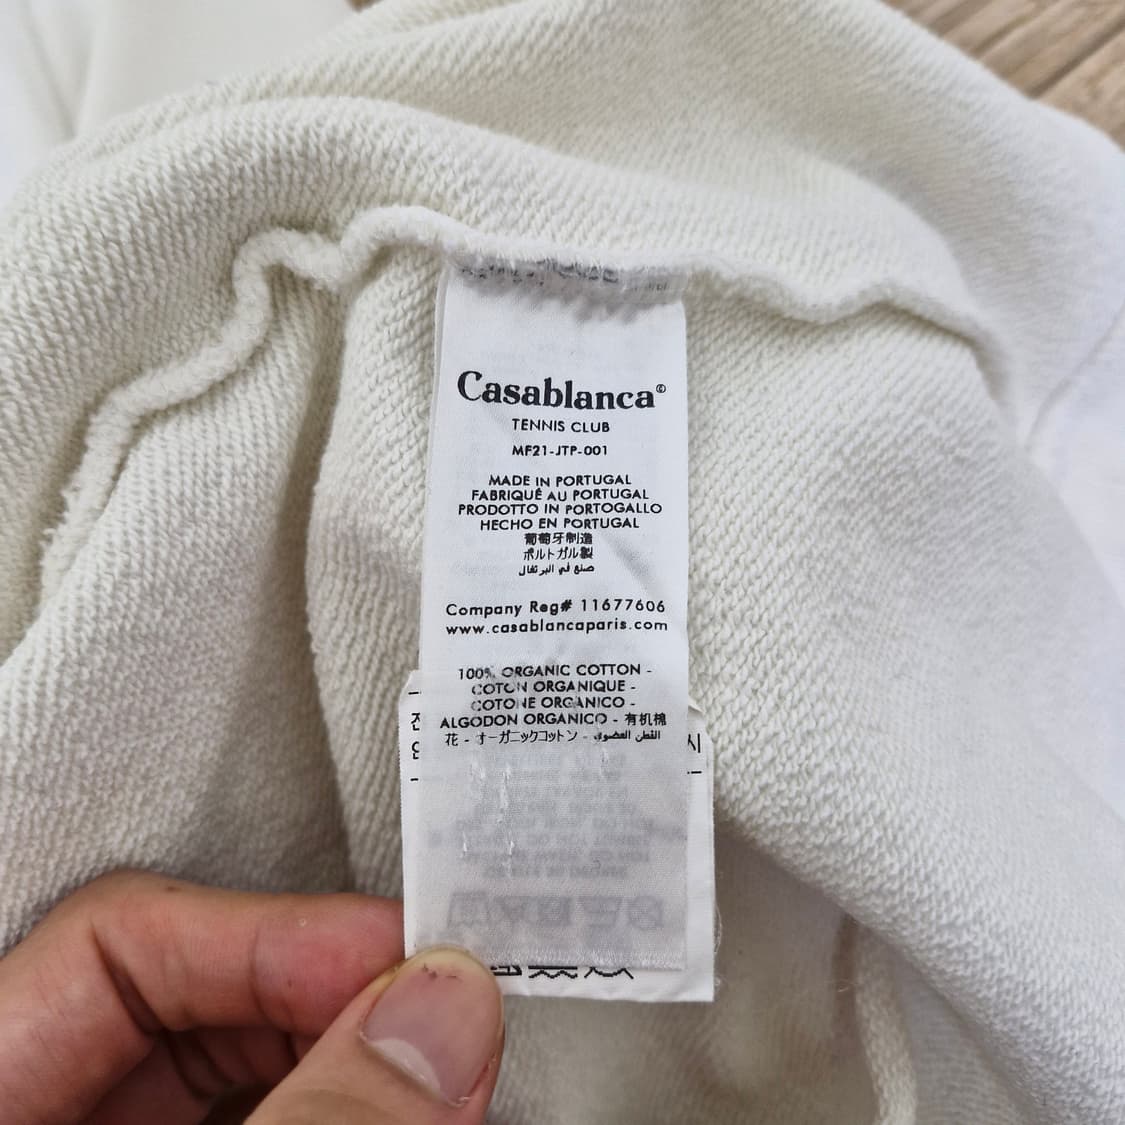 Casablanca®
TENNIS CLUB
MF21-JTP-001
MADE IN PORTUGAL
FABRIQUÉ AU PORTUGAL
PRODOTTO IN PORTOGALLO
HECHO EN PORTUGAL
葡萄牙制造
ポルトガル製
صنع في البرتغال
Company Reg# 11677606
www.casablancaparis.com
100% ORGANIC COTTON -
COTON ORGANIQUE -
COTONE ORGANICO -
ALGODON ORGANICO - 有机棉
花 - オーガニックコットン - القطن العضوي